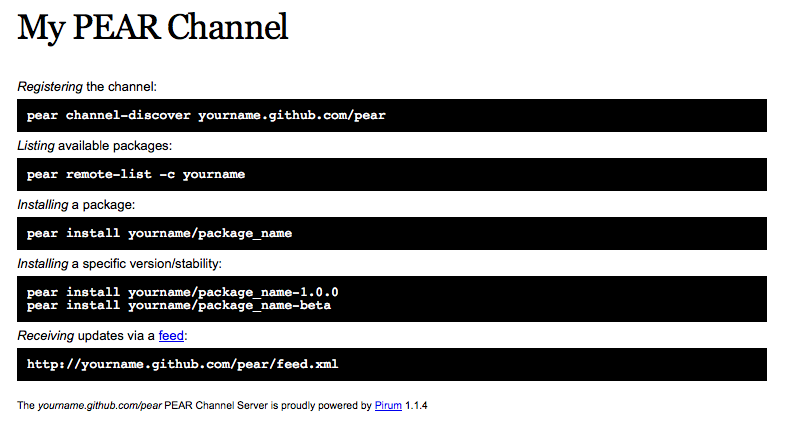 My PEAR Channel
Registering the channel:
pear channel-discover yourname.github.com/pear
Listing available packages:
pear remote-list -c yourname
Installing a package:
pear install yourname/package_name
Installing a specific version/stability:
pear install yourname/package_name-1.0.0
pear install yourname/package_name-beta
Receiving updates via a feed:
http://yourname.github.com/pear/feed.xml
The yourname.github.com/pear PEAR Channel Server is proudly powered by Pirum 1.1.4